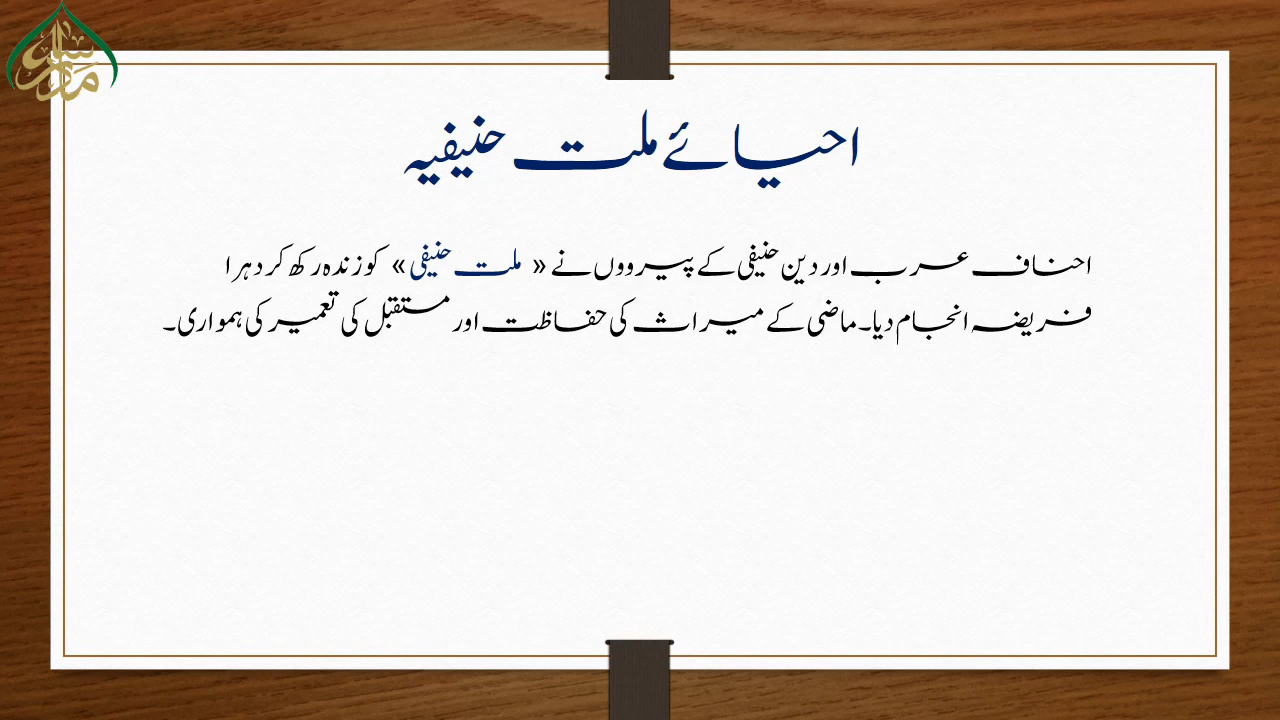 احیائے ملت حنیفیہ
احناف عرب اور دین حنیفی کے پیرووں نے « ملت حنیفی » کو زندہ رکھ کر دہرا
فریضہ انجام دیا۔ ماضی کے میراث کی حفاظت اور مستقبل کی تعمیر کی ہمواری۔